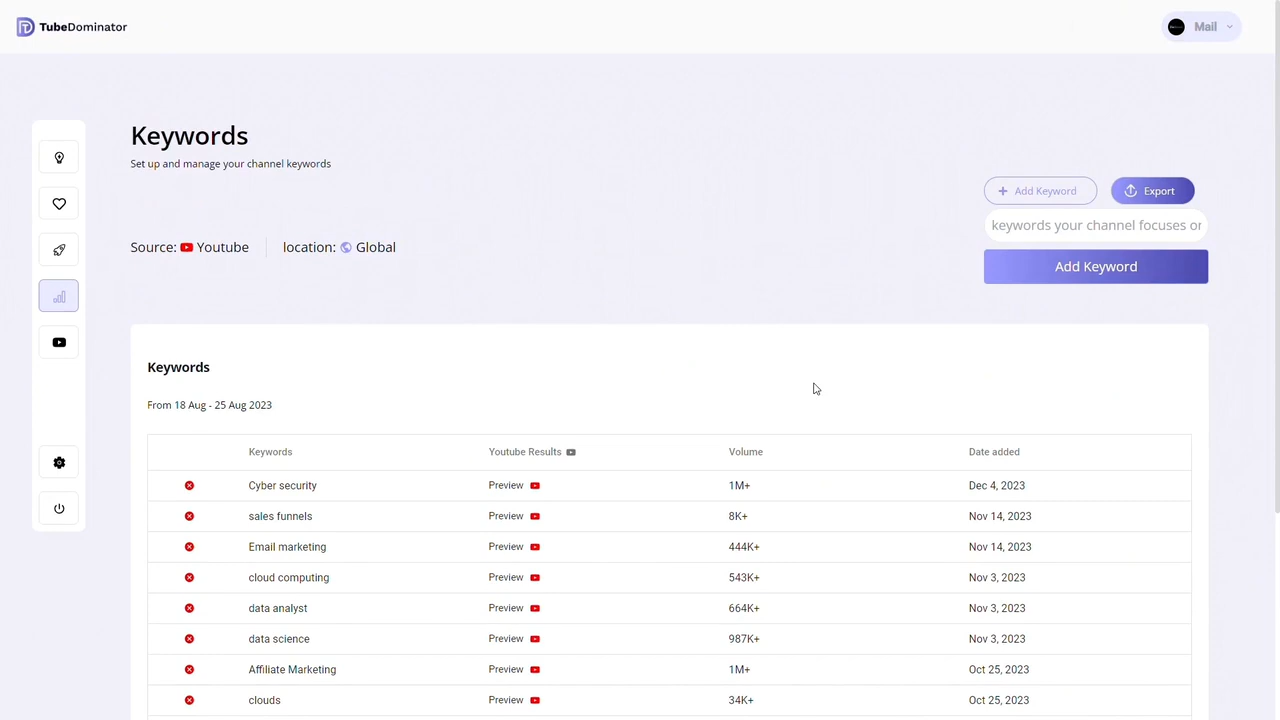 TubeDominator
Mail
Keywords
Set up and manage your channel keywords
Add Keyword
Export
keywords your channel focuses or
Source: Youtube
location: Global
Add Keyword
Keywords
From 18 Aug - 25 Aug 2023
Keywords Youtube Results Volume Date added
Cyber security Preview 1M+ Dec 4, 2023
sales funnels Preview 8K+ Nov 14, 2023
Email marketing Preview 444K+ Nov 14, 2023
cloud computing Preview 543K+ Nov 3, 2023
data analyst Preview 664K+ Nov 3, 2023
data science Preview 987K+ Nov 3, 2023
Affiliate Marketing Preview 1M+ Oct 25, 2023
clouds Preview 34K+ Oct 25, 2023